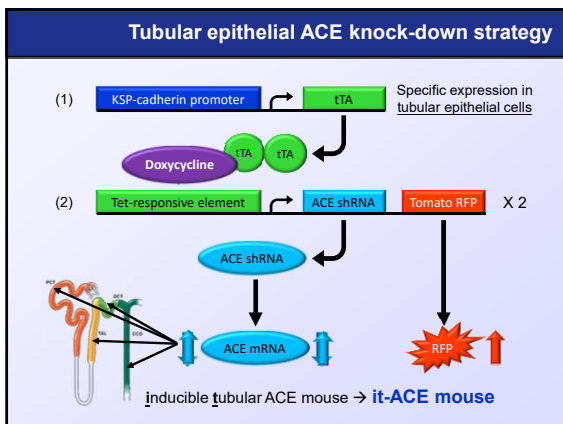 Tubular epithelial ACE knock-down strategy
(1) KSP-cadherin promoter tTA Specific expression in
tubular epithelial cells
tTA
tTA
Doxycycline
(2) Tet-responsive element ACE shRNA Tomato RFP X 2
ACE shRNA
PCT
DCT
TAL
CCD
ACE mRNA
RFP
inducible tubular ACE mouse → it-ACE mouse